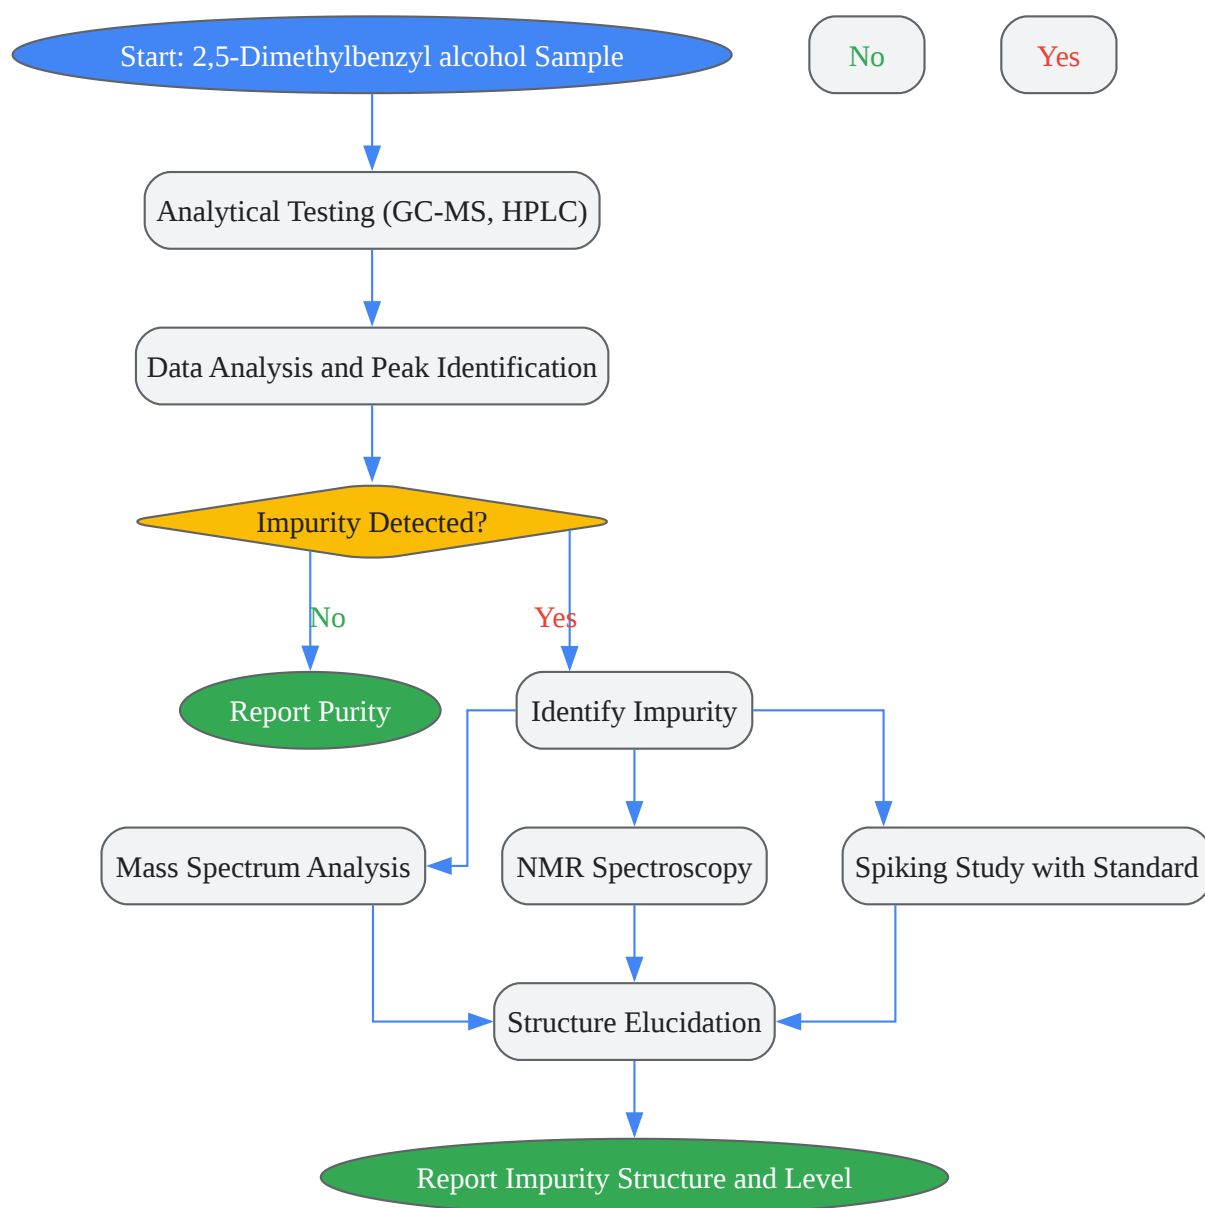 Start: 2,5-Dimethylbenzyl alcohol Sample
No
Yes
Analytical Testing (GC-MS, HPLC)
Data Analysis and Peak Identification
Impurity Detected?
No
Yes
Report Purity
Identify Impurity
Mass Spectrum Analysis
NMR Spectroscopy
Spiking Study with Standard
Structure Elucidation
Report Impurity Structure and Level